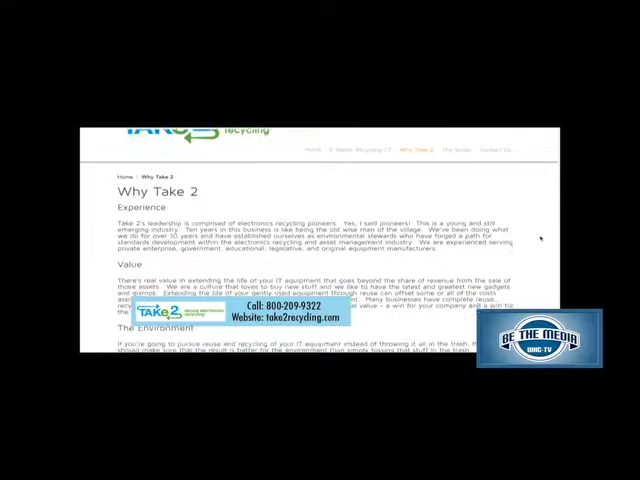 TAKE2
recycling
Home E-Waste Recycling CT Why Take 2 The Scoop Contact Us
Home | Why Take 2
Why Take 2
Experience
Take 2's leadership is comprised of electronics recycling pioneers. Yes, I said pioneers! This is a young and still
emerging industry. Ten years in this business is like being the old wise man of the village. We've been doing what
we do for over 10 years and have established ourselves as environmental stewards who have forged a path for
standards development within the electronics recycling and asset management industry. We are experienced serving
private enterprise, government, educational, legislative, and original equipment manufacturers.
Value
There's real value in extending the life of your IT equipment that goes beyond the share of revenue from the sale of
those assets. We are a culture that loves to buy new stuff and we like to have the latest and greatest new gadgets
and gizmos. Extending the life of your gently used equipment through reuse can offset some or all of the costs
Many businesses have complete reuse
al value - a win for your company and a win for
the
TAKE2 secure electronics recycling
Call: 800-209-9322
Website: take2recycling.com
The Environment
If you're going to pursue reuse and recycling of your IT equipment instead of throwing it all in the trash,
should make sure that the result is better for the environment than simply tossing that stuff in the trash.
BE THE MEDIA
WHC-TV